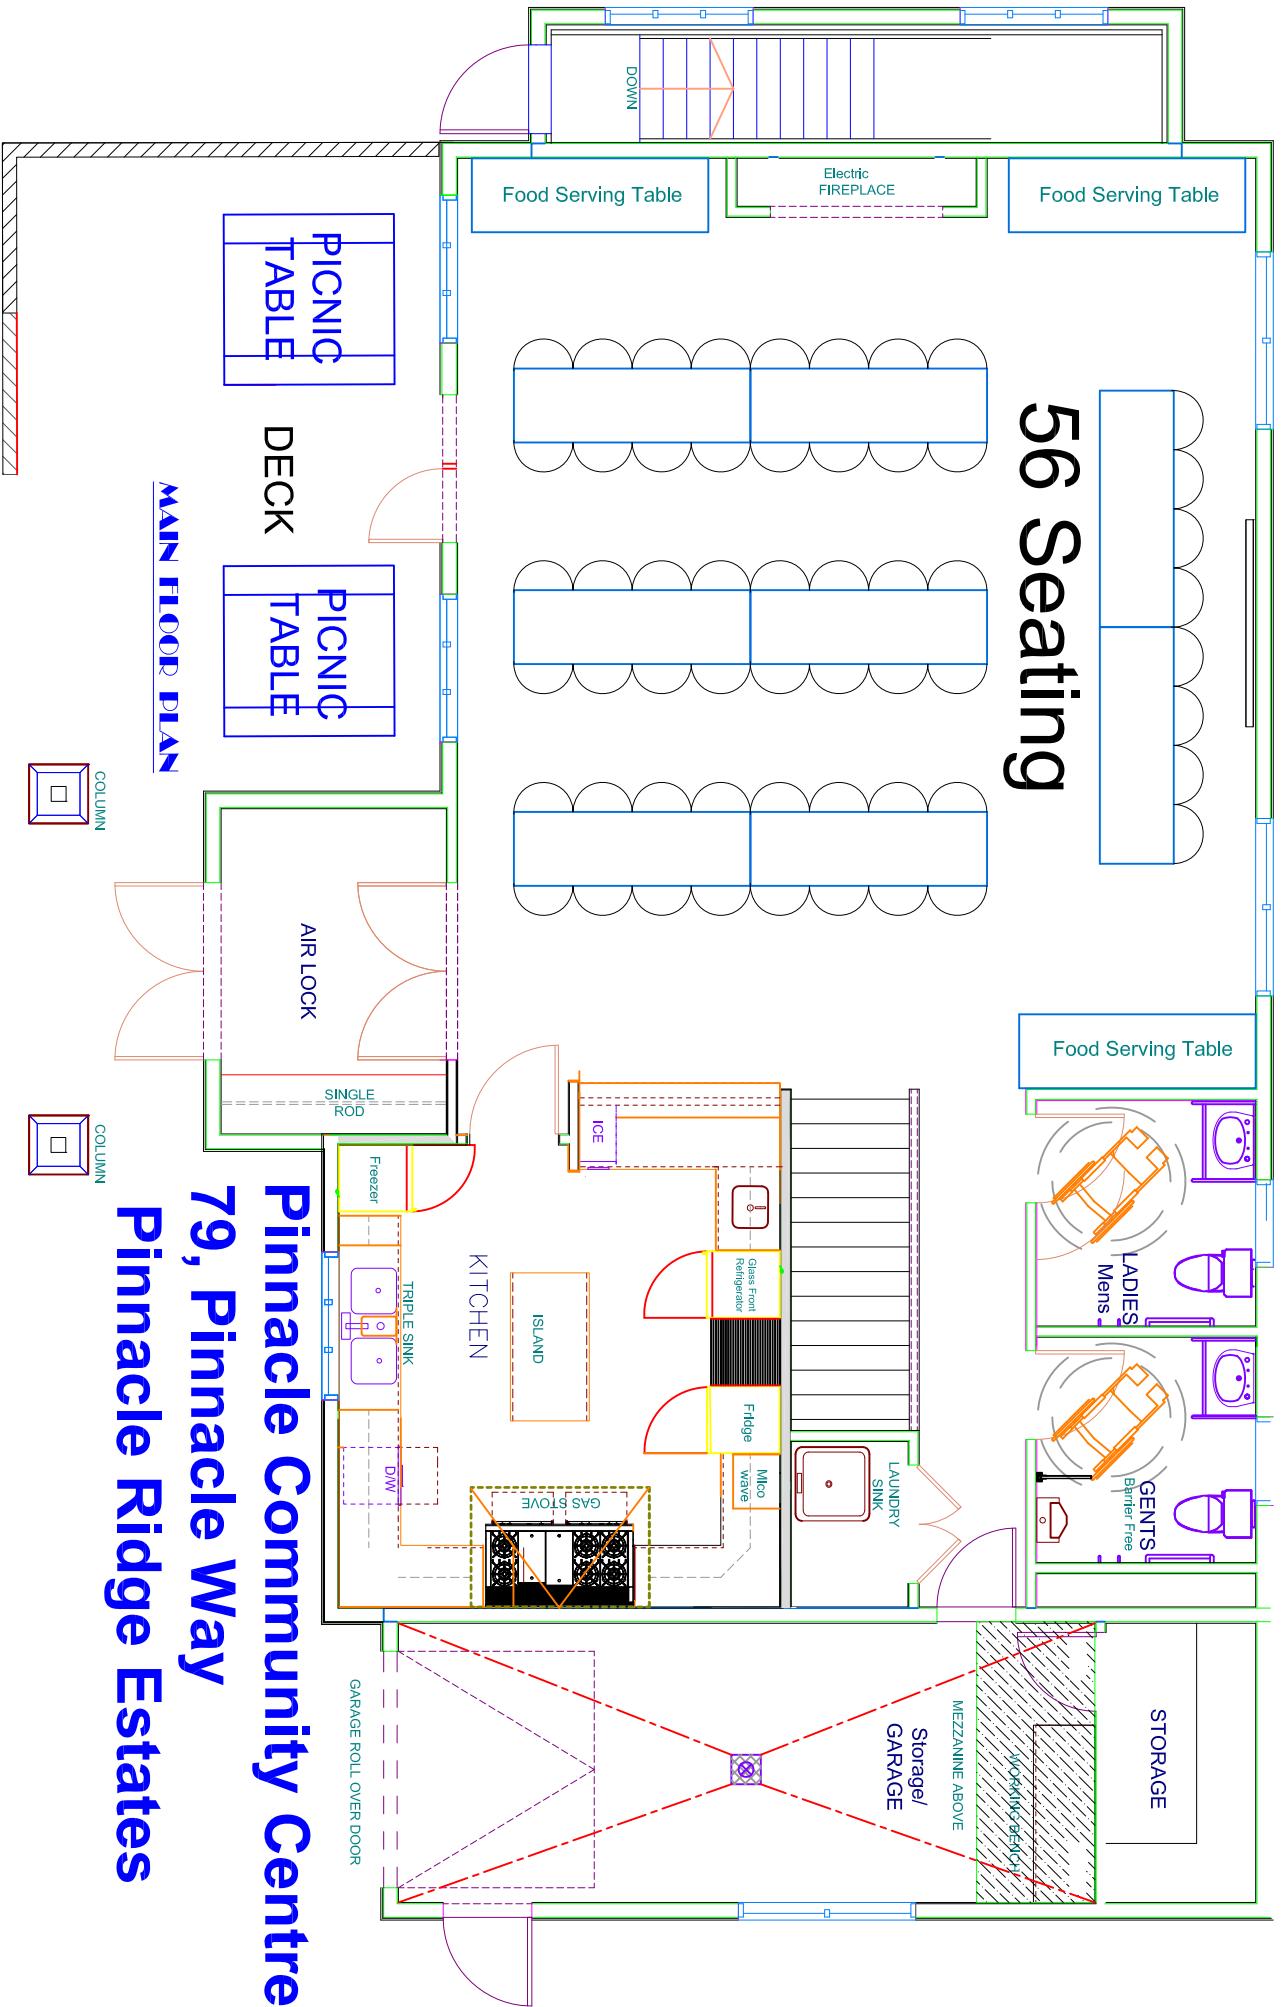 DOWN
Food Serving Table
Electric
FIREPLACE
Food Serving Table
PICNIC
TABLE
56 Seating
DECK
MAIN FLOOR PLAN
PICNIC
TABLE
COLUMN
AIR LOCK
SINGLE
ROD
Food Serving Table
COLUMN
ICE
Freezer
KITCHEN
TRIPLE SINK
ISLAND
Glass Front
Refrigerator
Fridge
Mico
wave
D/W
GAS STOVE
LAUNDRY
SINK
LADIES
Mens
GENTS
Barrier Free
Pinnacle Community Centre
79, Pinnacle Way
Pinnacle Ridge Estates
GARAGE ROLL OVER DOOR
Storage/
GARAGE
MEZZANINE ABOVE
WORKING BENCH
STORAGE